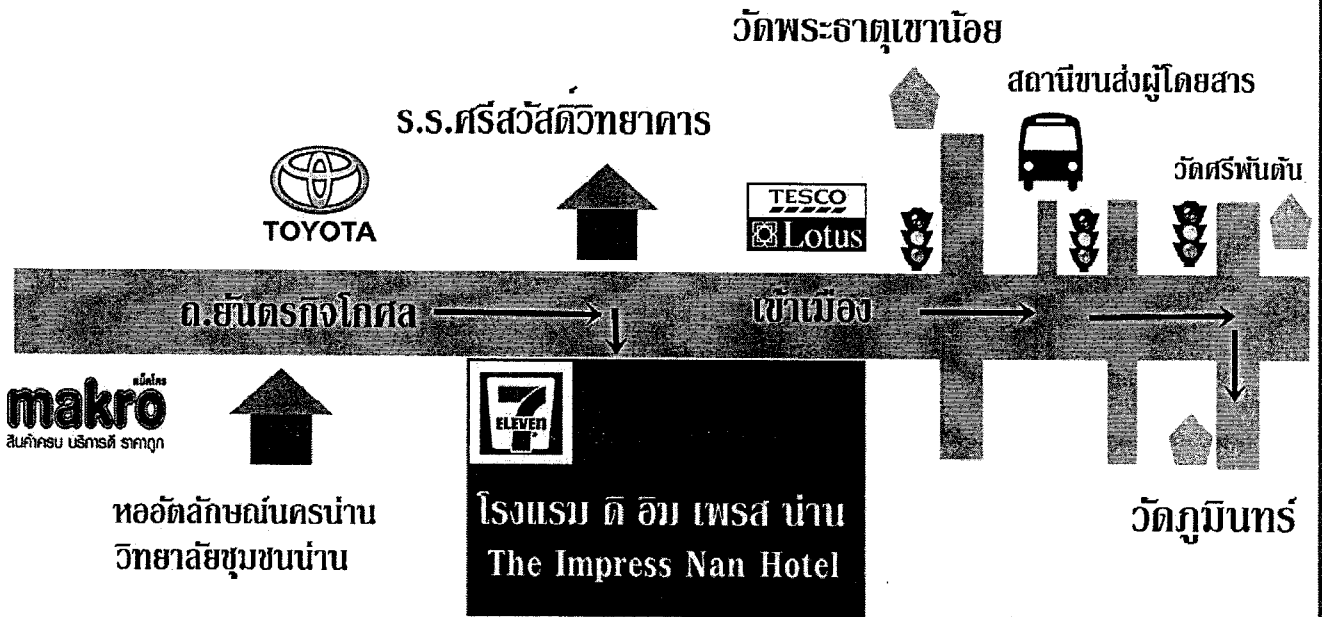 วัดพระธาตุเขาน้อย
สถานีขนส่งผู้โดยสาร
ร.ร.ศรีสวัสดิ์วิทยาคาร
วัดศรีพันต้น
TOYOTA
TESCO
Lotus
ถ.ยันตรกิจโกศล
เข้าเมือง
แม็คโคร
makro
สินค้าครบ บริการดี ราคาถูก
7
ELEVEn
หออัตลักษณ์นครน่าน
วิทยาลัยชุมชนน่าน
โรงแรม ดิ อิม เพรส น่าน
The Impress Nan Hotel
วัดภูมินทร์